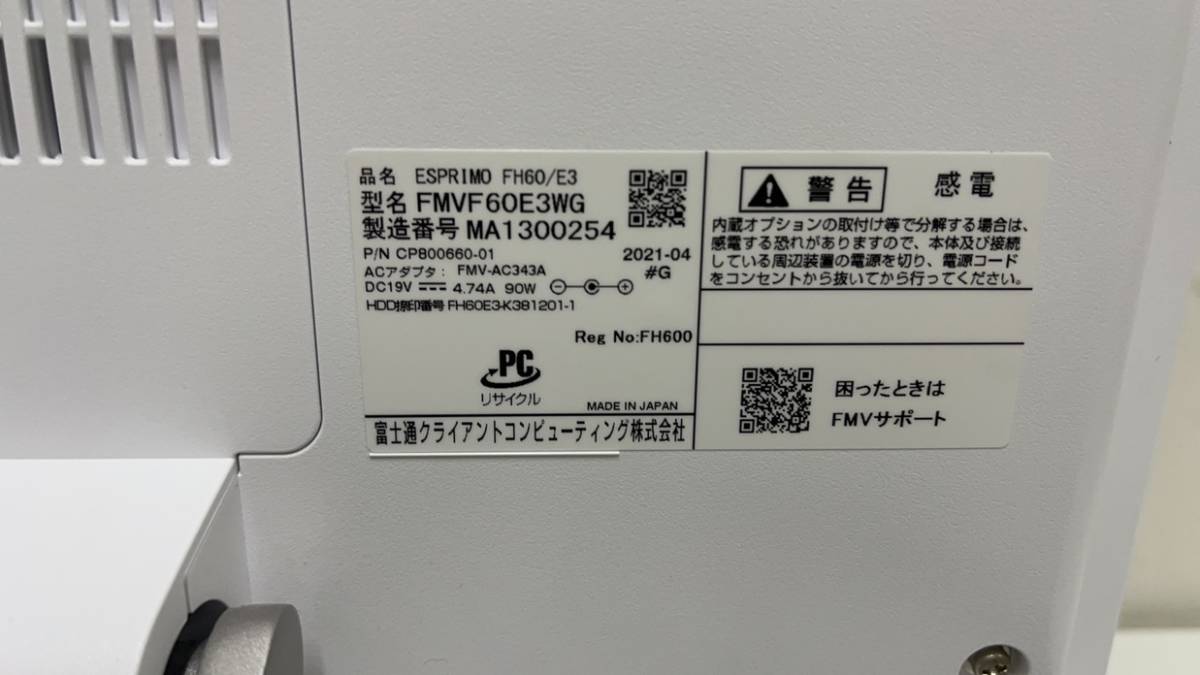 品名 ESPRIMO FH60/E3
型名 FMVF60E3WG
製造番号 MA1300254
P/N CP800660-01 2021-04
ACアダプタ: FMV-AC343A #G
DC19V 4.74A 90W
HDD捺印番号 FH60E3-K381201-1
Reg No:FH600
PC
リサイクル
MADE IN JAPAN
富士通クライアントコンピューティング株式会社
警告 感電
内蔵オプションの取付け等で分解する場合は、
感電する恐れがありますので、本体及び接続
している周辺装置の電源を切り、電源コード
をコンセントから抜いてから行ってください。
困ったときは
FMVサポート